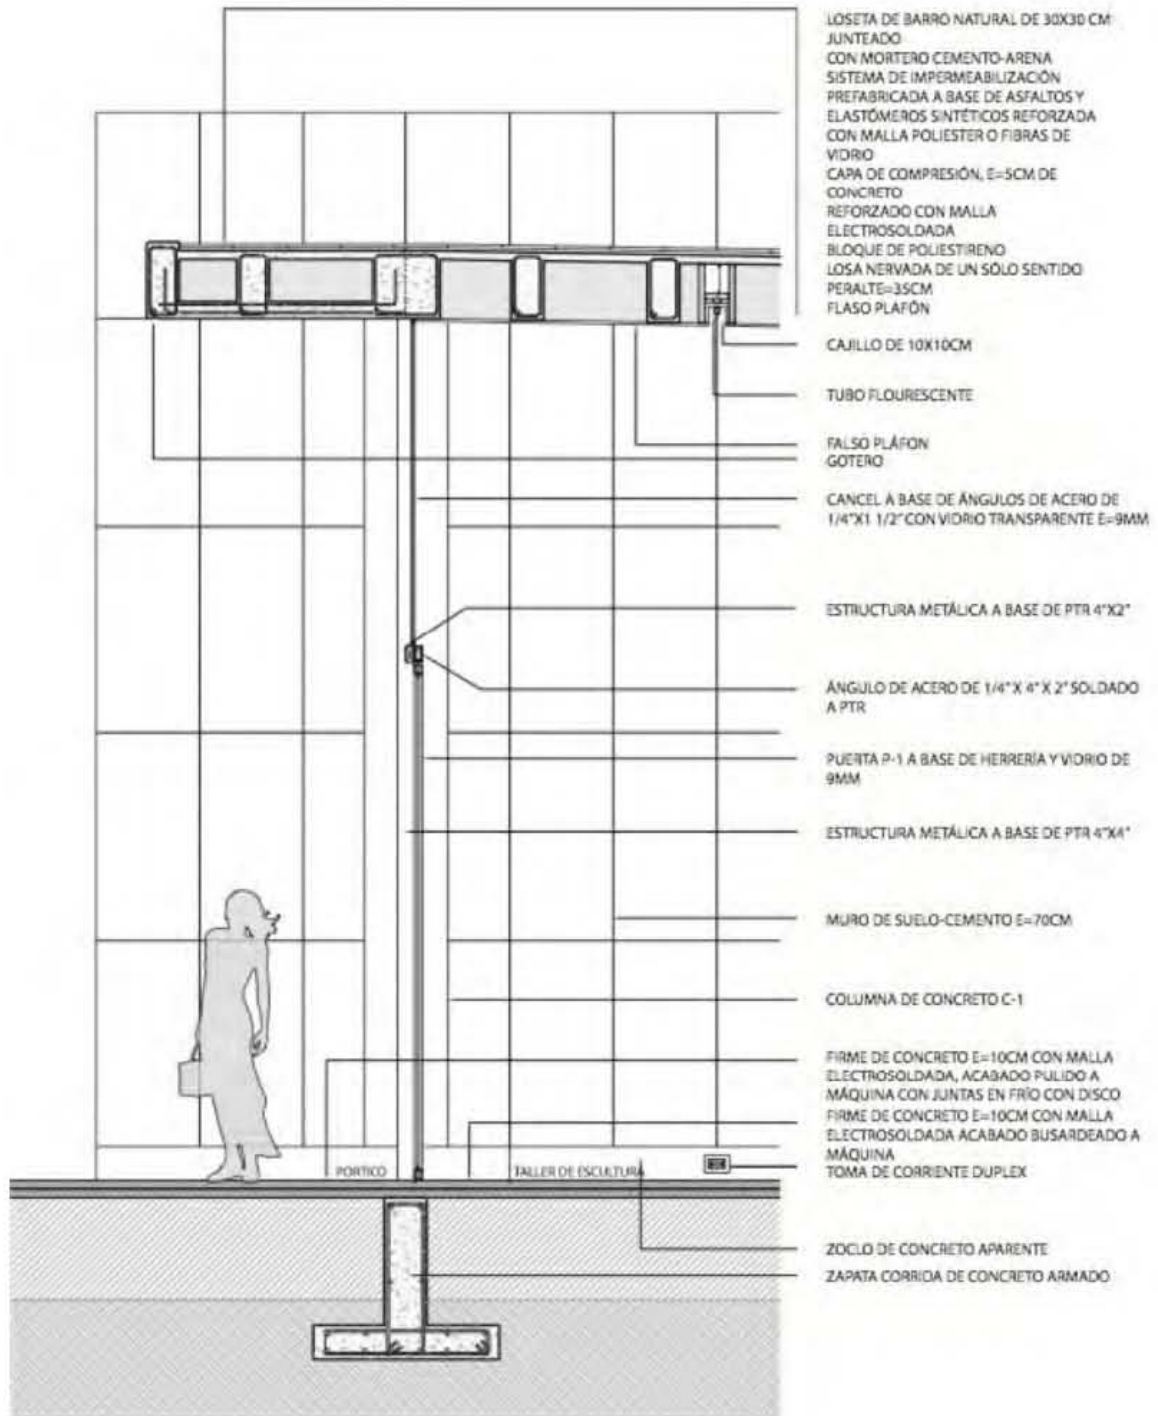 LOSETA DE BARRO NATURAL DE 30X30 CM
JUNTEADO
CON MORTERO CEMENTO-ARENA
SISTEMA DE IMPERMEABILIZACIÓN
PREFABRICADA A BASE DE ASFALTOS Y
ELASTÓMEROS SINTÉTICOS REFORZADA
CON MALLA POLIESTER O FIBRAS DE
VIDRIO
CAPA DE COMPRESIÓN, E=5CM DE
CONCRETO
REFORZADO CON MALLA
ELECTROSOLDADA
BLOQUE DE POLIESTIRENO
LOSA NERVADA DE UN SÓLO SENTIDO
PERALTE=35CM
FLASO PLAFÓN
CAJILLO DE 10X10CM
TUBO FLOURESCENTE
FALSO PLÁFON
GOTERO
CANCEL A BASE DE ÁNGULOS DE ACERO DE
1/4"X1 1/2" CON VIDRIO TRANSPARENTE E=9MM
ESTRUCTURA METÁLICA A BASE DE PTR 4"X2"
ÁNGULO DE ACERO DE 1/4" X 4" X 2" SOLDADO
A PTR
PUERTA P-1 A BASE DE HERRERÍA Y VIDRIO DE
9MM
ESTRUCTURA METÁLICA A BASE DE PTR 4"X4"
MURO DE SUELO-CEMENTO E=70CM
COLUMNA DE CONCRETO C-1
FIRME DE CONCRETO E=10CM CON MALLA
ELECTROSOLDADA, ACABADO PULIDO A
MÁQUINA CON JUNTAS EN FRÍO CON DISCO
FIRME DE CONCRETO E=10CM CON MALLA
ELECTROSOLDADA ACABADO BUSARDEADO A
MÁQUINA
TOMA DE CORRIENTE DUPLEX
PORTICO
TALLER DE ESCULTURA
ZOCLO DE CONCRETO APARENTE
ZAPATA CORRIDA DE CONCRETO ARMADO